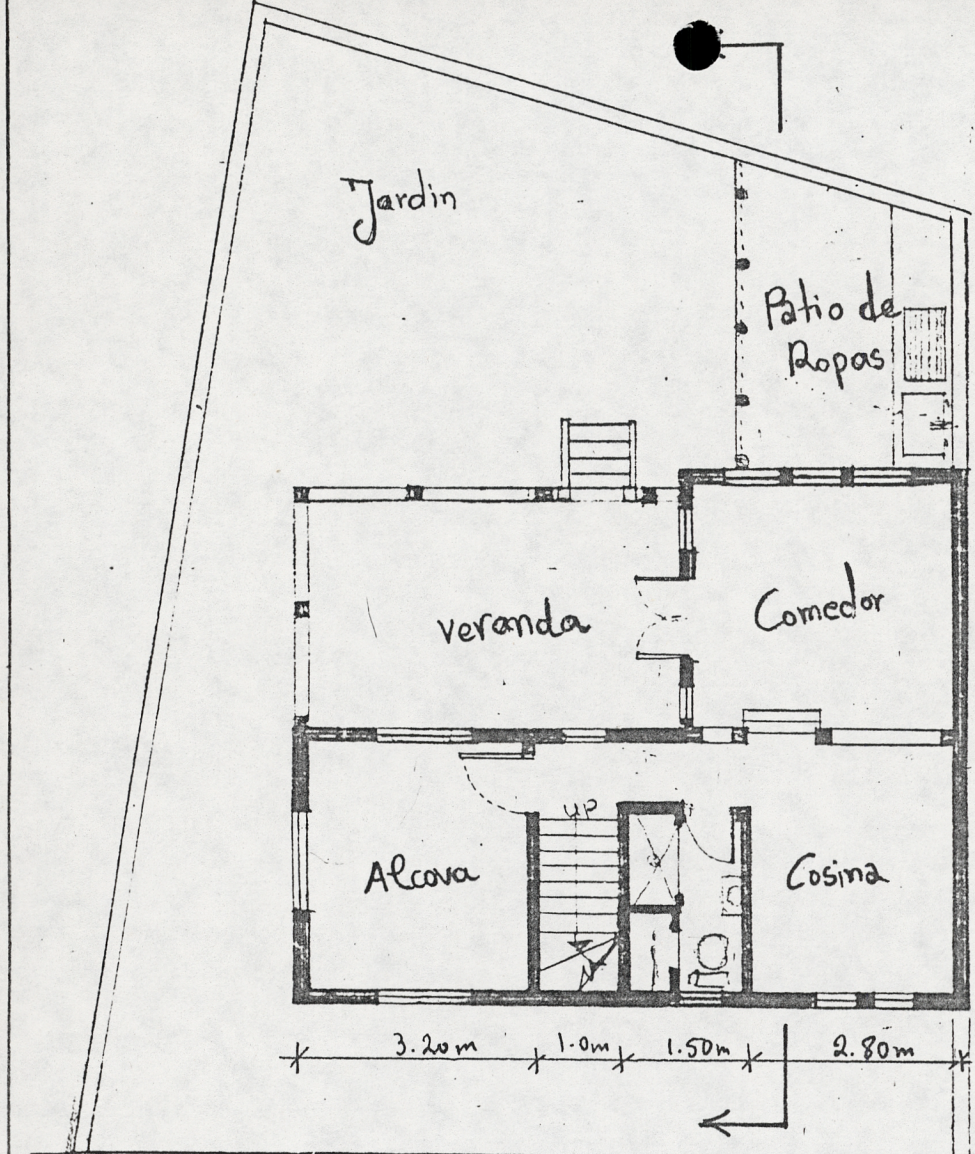 Jardin
Patio de
Ropas
veranda
Comedor
UP
Alcova
Cosina
3.20m
1.0m
1.50m
2.80m